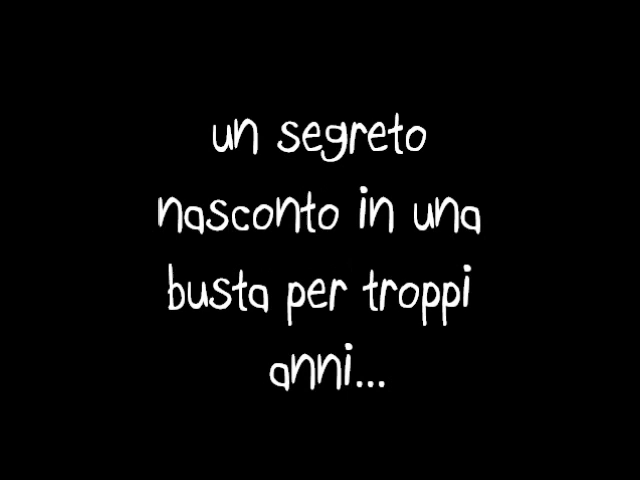 un segreto
nasconto in una
busta per troppi
anni...